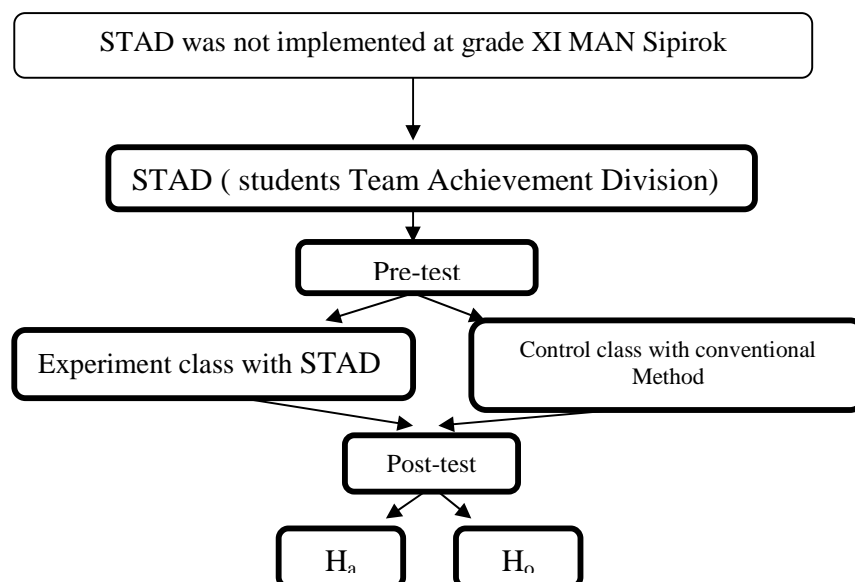 STAD was not implemented at grade XI MAN Sipirok
STAD ( students Team Achievement Division)
Pre-test
Experiment class with STAD
Control class with conventional
Method
Post-test
Hₐ
Hₒ